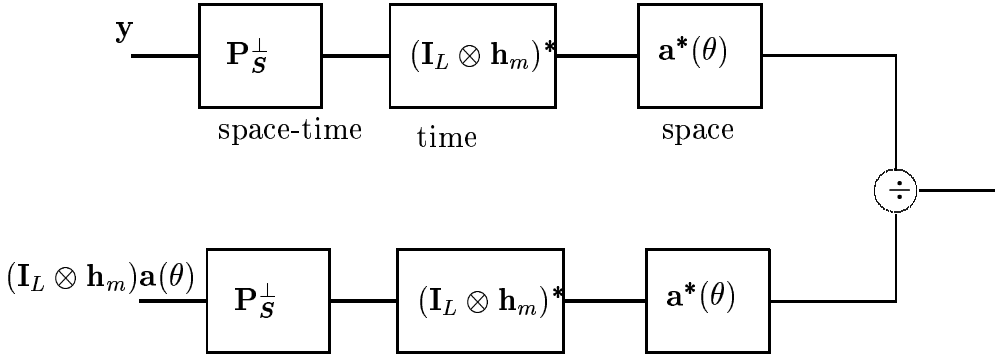 y
P⊥S (I_L ⊗ h_m)* a*(θ)
space-time time space
÷
(I_L ⊗ h_m)a(θ)
P⊥S (I_L ⊗ h_m)* a*(θ)